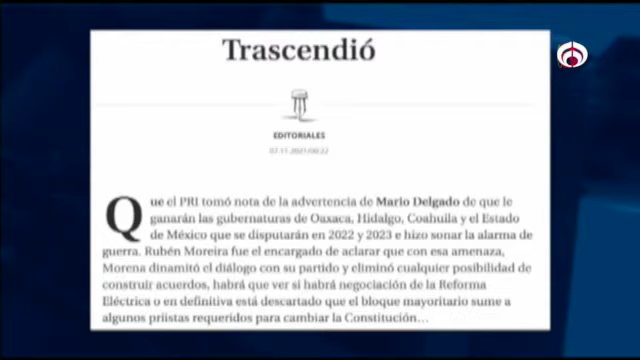 Trascendió
EDITORIALES
07.11.2021/00:22
Que el PRI tomó nota de la advertencia de Mario Delgado de que le
ganarán las gubernaturas de Oaxaca, Hidalgo, Coahuila y el Estado
de México que se disputarán en 2022 y 2023 e hizo sonar la alarma de
guerra. Rubén Moreira fue el encargado de aclarar que con esa amenaza,
Morena dinamitó el diálogo con su partido y eliminó cualquier posibilidad de
construir acuerdos, habrá que ver si habrá negociación de la Reforma
Eléctrica o en definitiva está descartado que el bloque mayoritario sume a
algunos priistas requeridos para cambiar la Constitución…